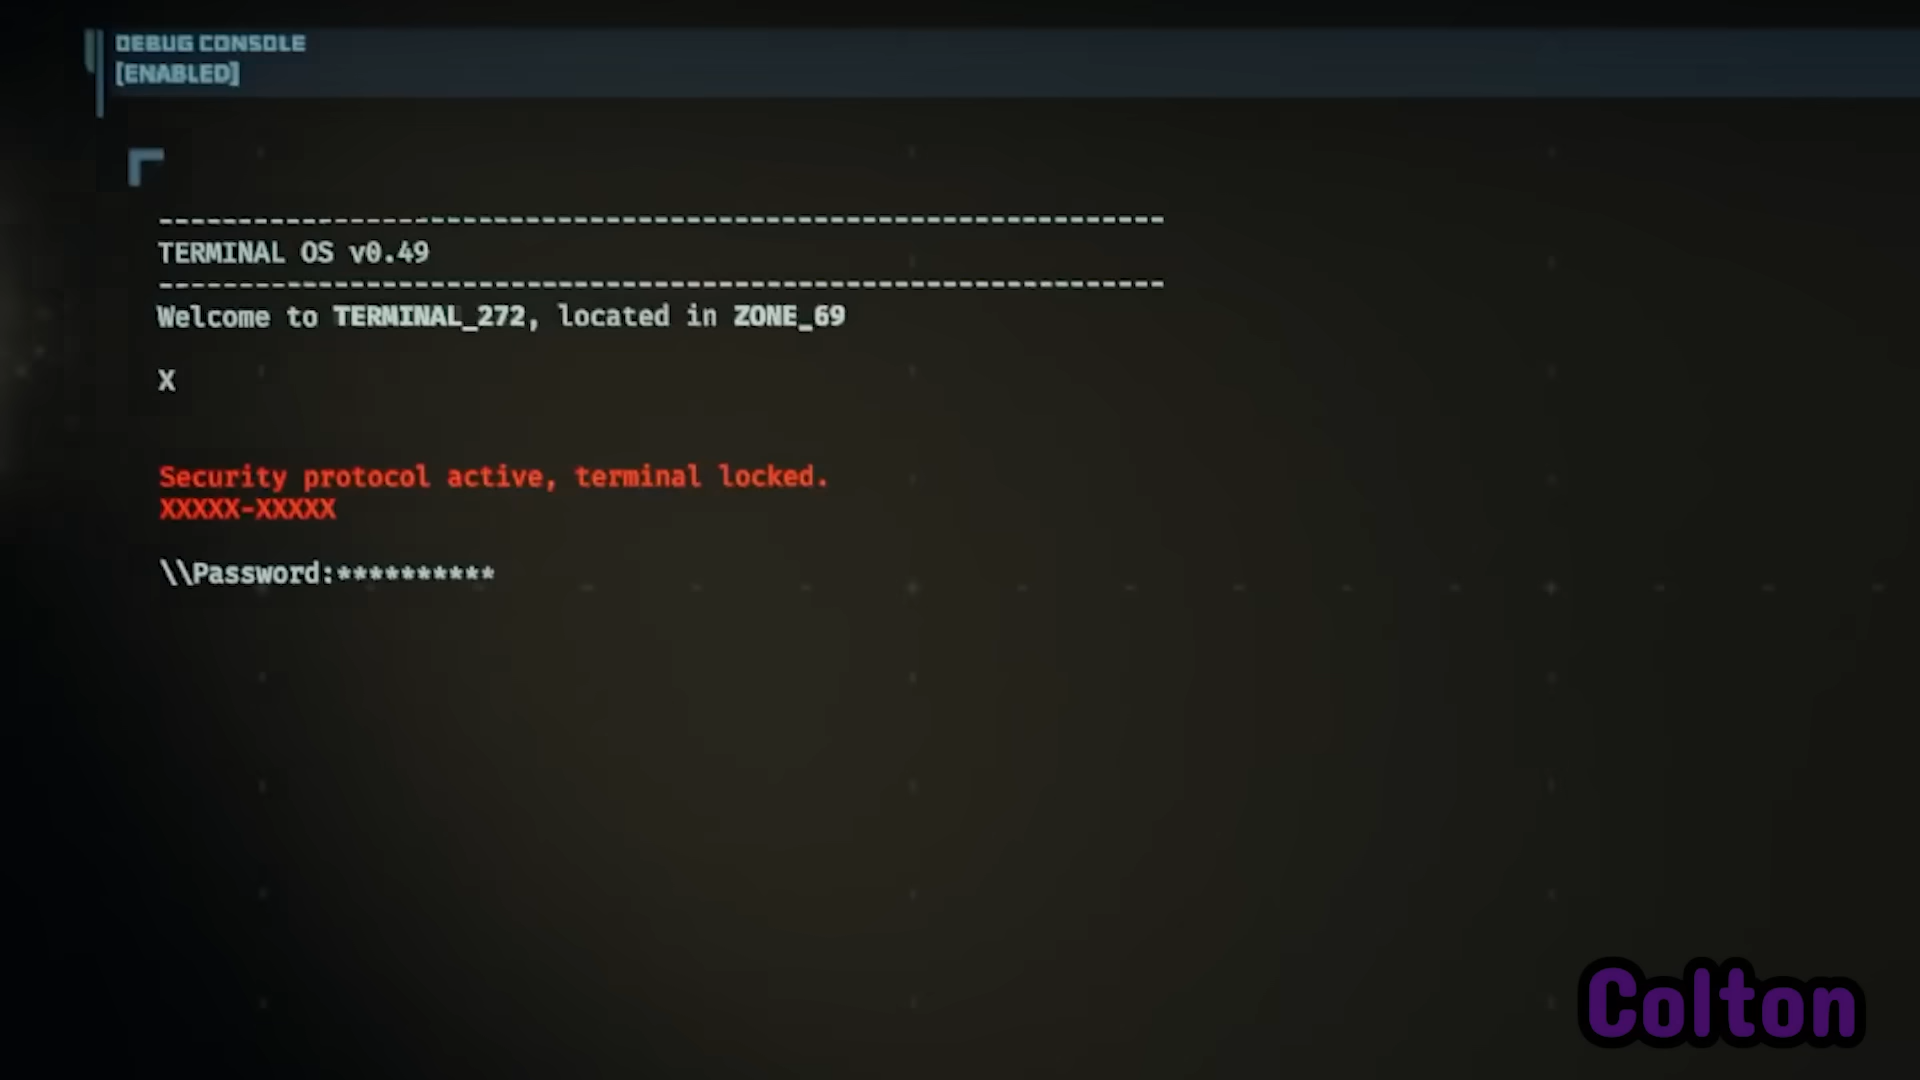 DEBUG CONSOLE
[ENABLED]
---------------------------------------------------------------
TERMINAL OS v0.49
---------------------------------------------------------------
Welcome to TERMINAL_272, located in ZONE_69
X
Security protocol active, terminal locked.
XXXXX-XXXXX
\\Password:**********
Colton